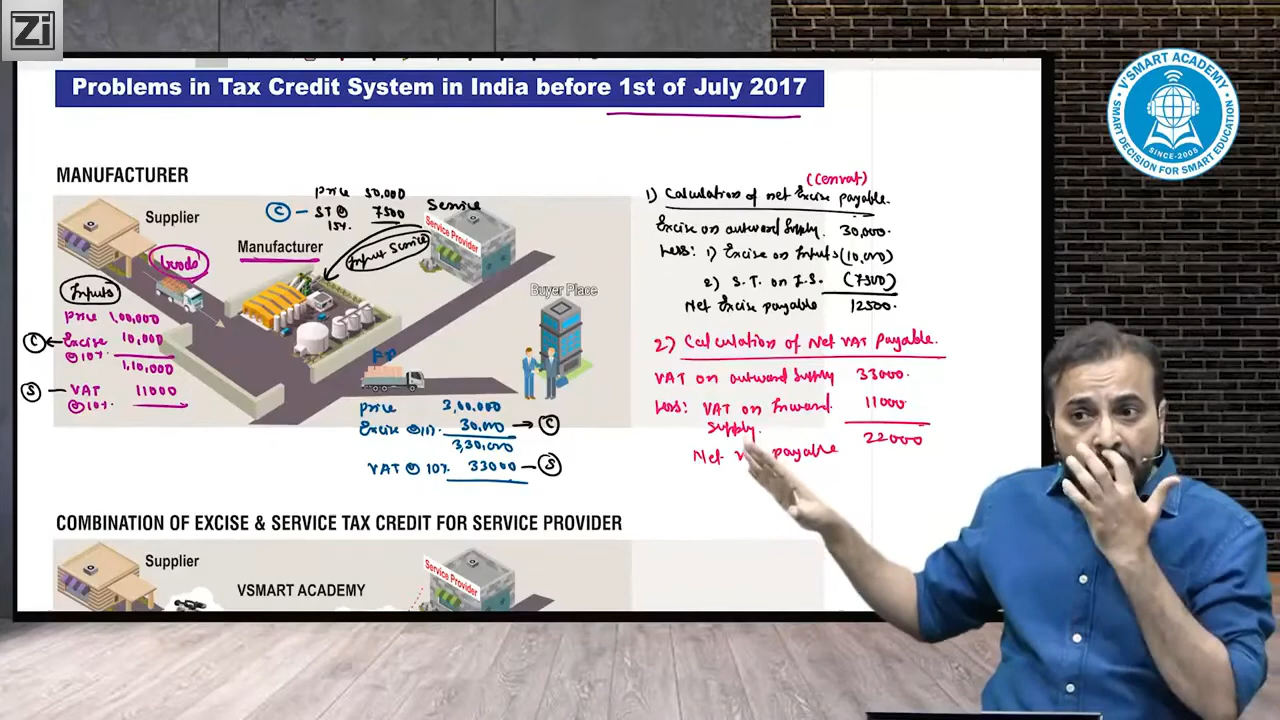 Zi
Problems in Tax Credit System in India before 1st of July 2017
V'SMART ACADEMY
SMART DECISION FOR SMART EDUCATION
SINCE-2005
MANUFACTURER
Supplier
Price 50,000
C - ST @ 15%. 7500
Service
Service Provider
Manufacturer
Input Service
Goods
Inputs
Price 1,00,000
C Excise @10%. 10,000
1,10,000
S - VAT @10%. 11000
Buyer Place
FP
Price 3,00,000
30,000 → C
3,30,000
VAT @ 10%. 33000 - S
(Cenvat)
1) Calculation of net Excise payable.
Excise on outward supply. 30,000.
Less: 1) Excise on Inputs (10,000)
2) S.T. on I.S. (7500)
Net Excise payable 12500.
2) Calculation of Net VAT Payable.
VAT on outward supply 33000.
Less: VAT on Inward supply. 11000
Net payable 22000
COMBINATION OF EXCISE & SERVICE TAX CREDIT FOR SERVICE PROVIDER
Supplier
VSMART ACADEMY
Service Provider